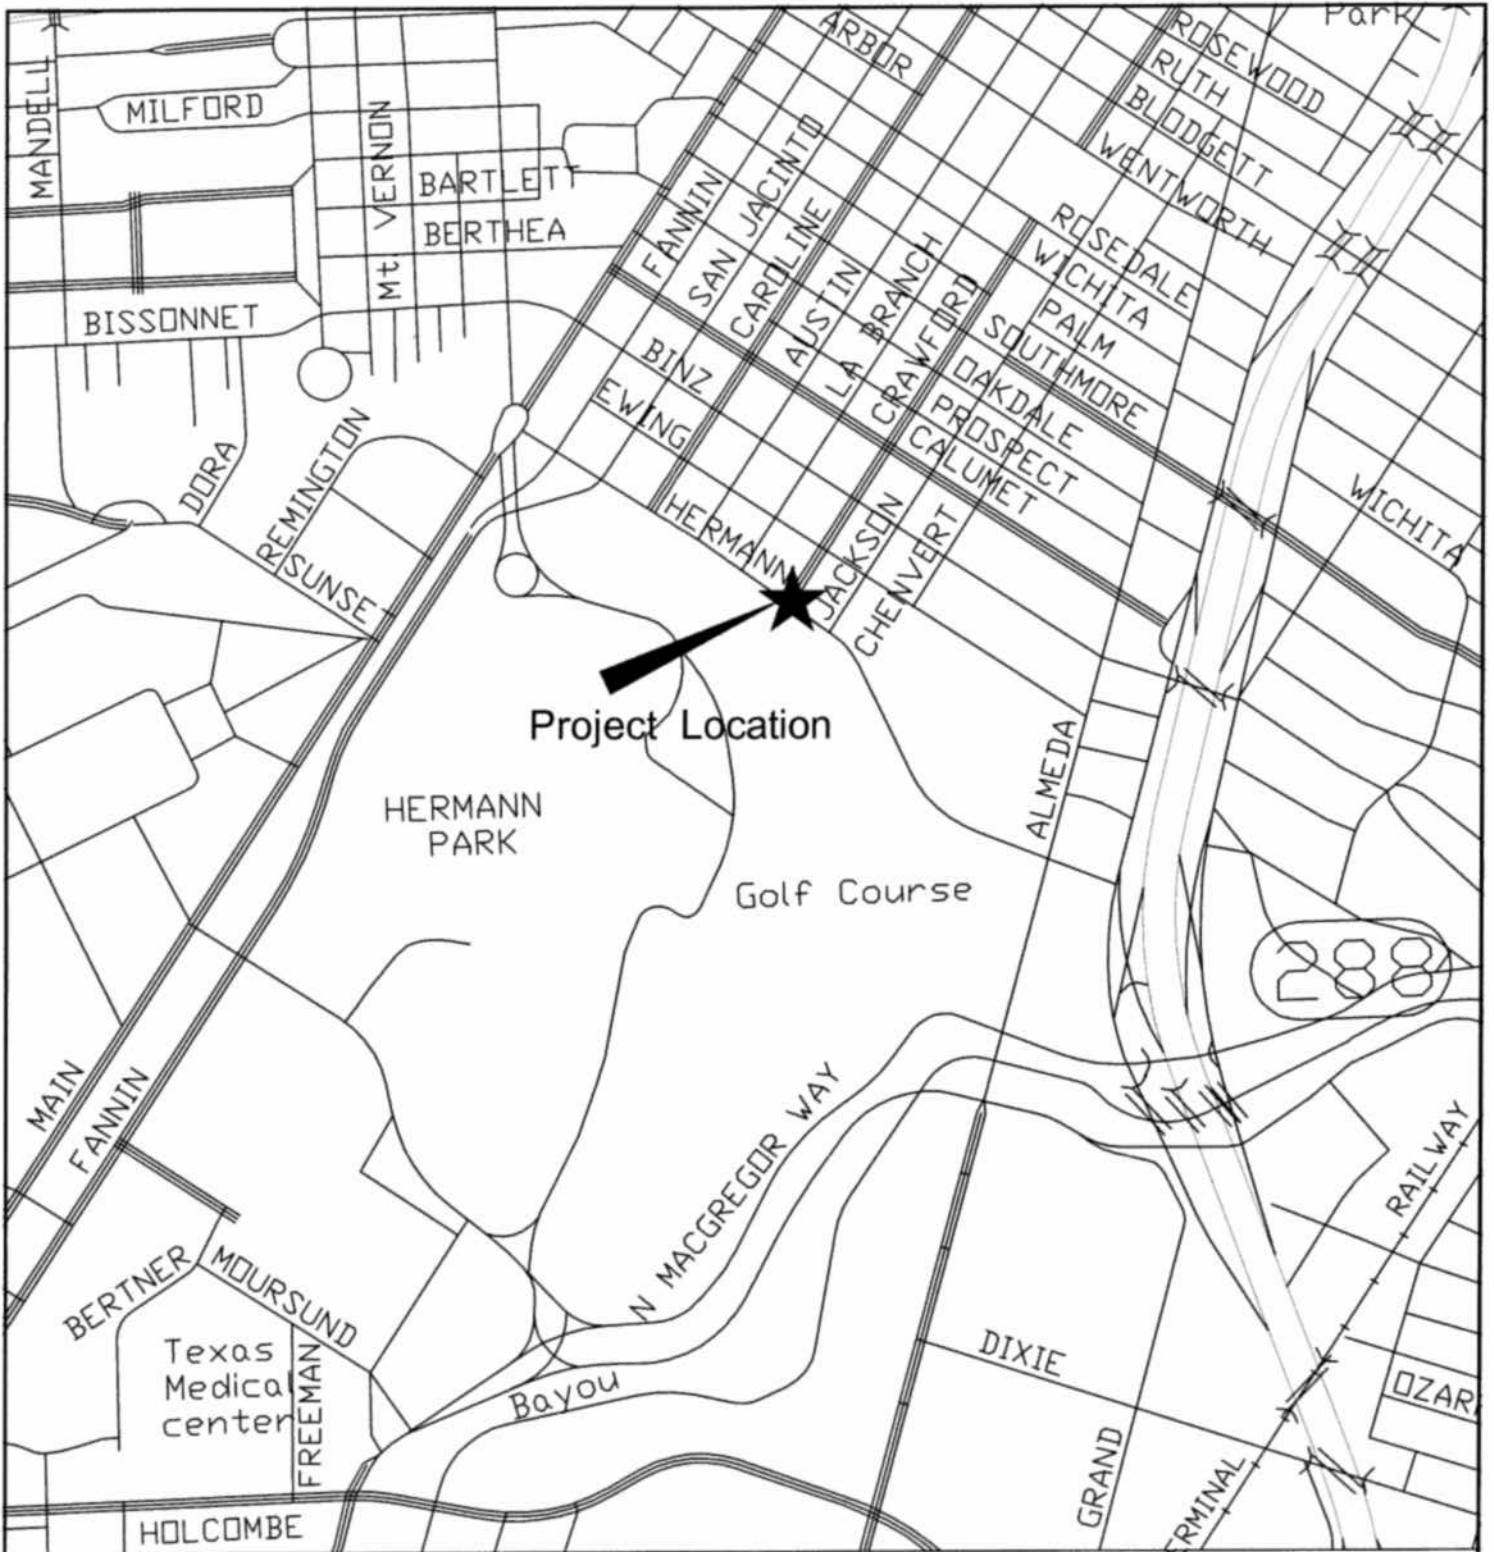 Park
ROSEWOOD
RUTH
BLODGETT
WENTWORTH
ARBOR
MANDELL
MILFORD
Mt VERNON
BARTLETT
BERTHEA
BISSONNET
FANNIN
SAN JACINTO
CAROLINE
AUSTIN
LA BRANCH
CRAWFORD
ROSEDALE
WICHITA
PALM
SOUTHMORE
OAKDALE
PROSPECT
CALUMET
BINZ
EWING
HERMANN
JACKSON
CHENVERT
WICHITA
DORA
REMINGTON
SUNSET
Project Location
HERMANN
PARK
Golf Course
ALMEDA
288
MAIN
FANNIN
N MACGREGOR WAY
RAILWAY
BERTNER
MOURSUND
Texas
Medical
center
FREEMAN
Bayou
DIXIE
OZAR
GRAND
ERMINAL
HOLCOMBE